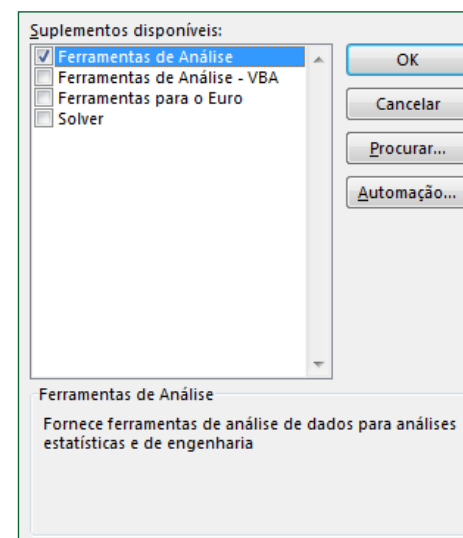 Suplementos disponíveis:
Ferramentas de Análise
Ferramentas de Análise - VBA
Ferramentas para o Euro
Solver
OK
Cancelar
Procurar...
Automação...
Ferramentas de Análise
Fornece ferramentas de análise de dados para análises
estatísticas e de engenharia